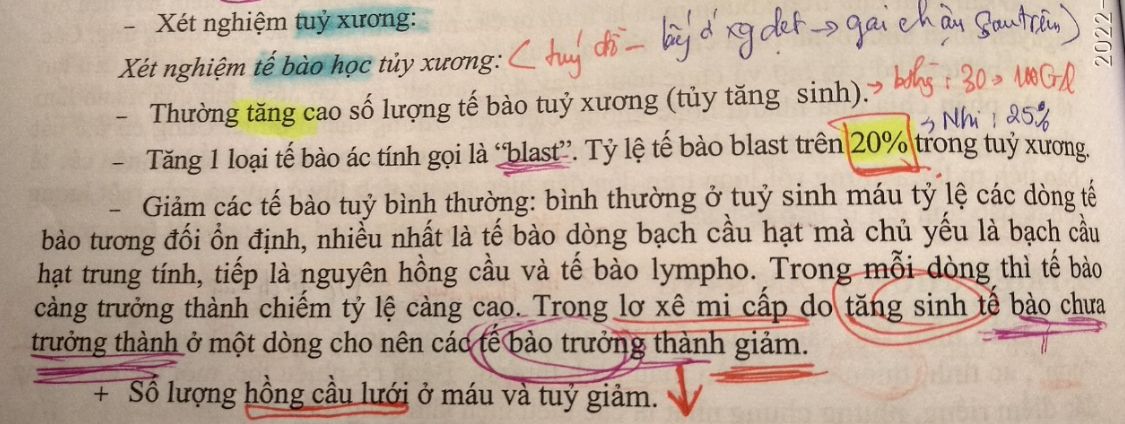 - Xét nghiệm tuỷ xương:
Xét nghiệm tế bào học tủy xương: (tuỷ đồ - lấy ở xg dẹt → gai chậu sau trên)
2022-
- Thường tăng cao số lượng tế bào tuỷ xương (tủy tăng sinh). → : 30 → 100G/l
→ Nhi : 25%
- Tăng 1 loại tế bào ác tính gọi là “blast”. Tỷ lệ tế bào blast trên 20% trong tuỷ xương.
- Giảm các tế bào tuỷ bình thường: bình thường ở tuỷ sinh máu tỷ lệ các dòng tế
bào tương đối ổn định, nhiều nhất là tế bào dòng bạch cầu hạt mà chủ yếu là bạch cầu
hạt trung tính, tiếp là nguyên hồng cầu và tế bào lympho. Trong mỗi dòng thì tế bào
càng trưởng thành chiếm tỷ lệ càng cao. Trong lơ xê mi cấp do tăng sinh tế bào chưa
trưởng thành ở một dòng cho nên các tế bào trưởng thành giảm.
+ Số lượng hồng cầu lưới ở máu và tuỷ giảm.